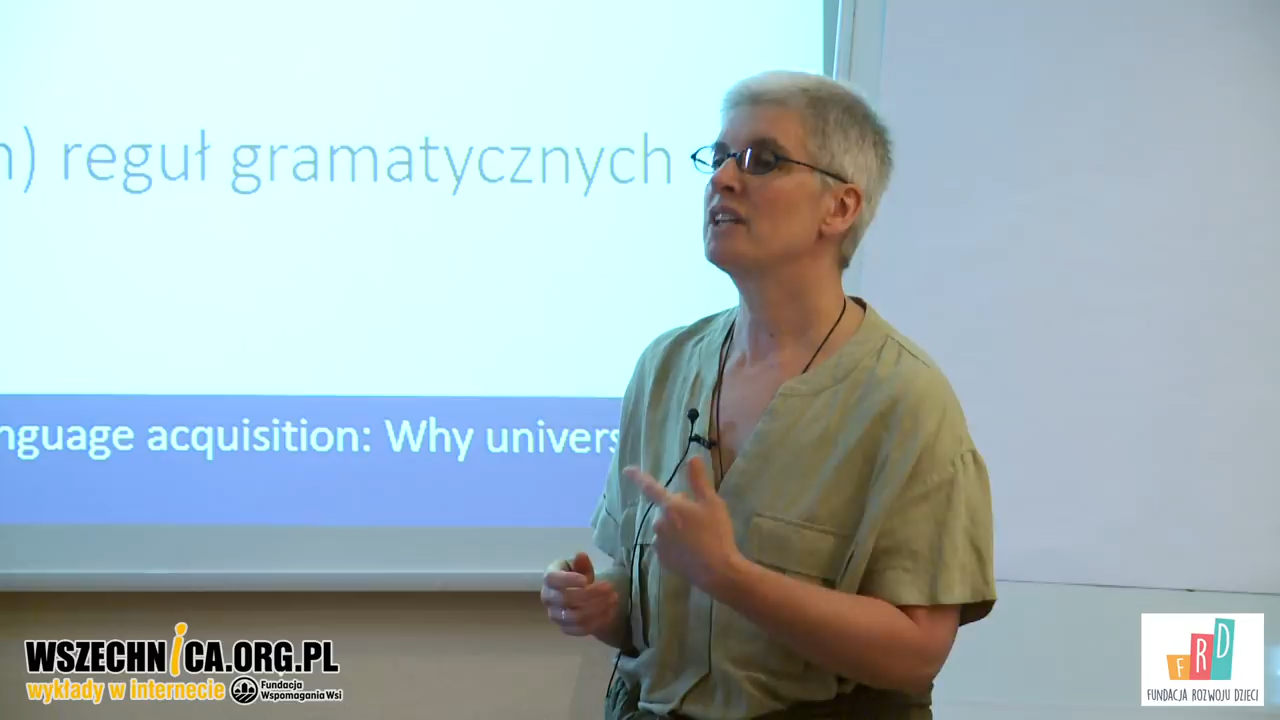 ) reguł gramatycznych
nguage acquisition: Why univers
WSZECHNICA.ORG.PL
wykłady w internecie
Fundacja
Wspomagania Wsi
FRD
FUNDACJA ROZWOJU DZIECI